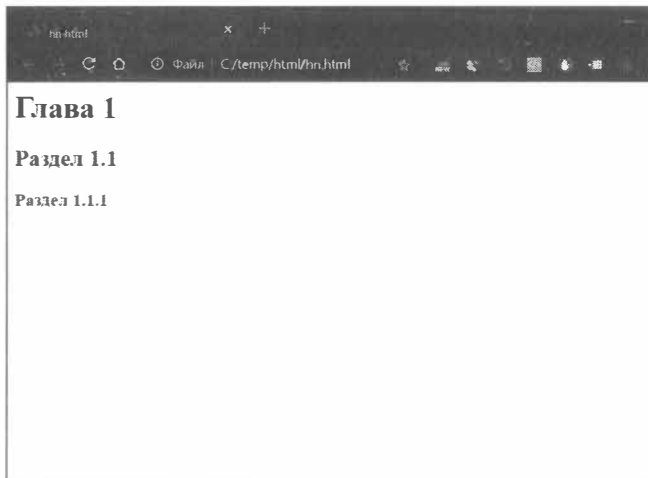 hn.html
Файл C:/temp/html/hn.html
Глава 1
Раздел 1.1
Раздел 1.1.1